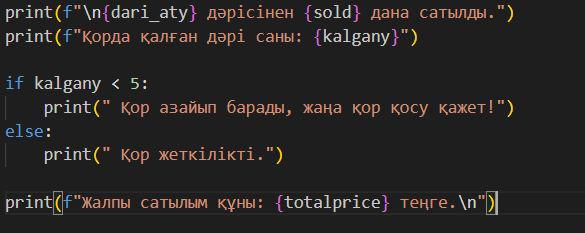 print(f"\n{dari_aty} дәрісінен {sold} дана сатылды.")
print(f"Қорда қалған дәрі саны: {kalgany}")
if kalgany < 5:
    print(" Қор азайып барады, жаңа қор қосу қажет!")
else:
    print(" Қор жеткілікті.")
print(f"Жалпы сатылым құны: {totalprice} теңге.\n")